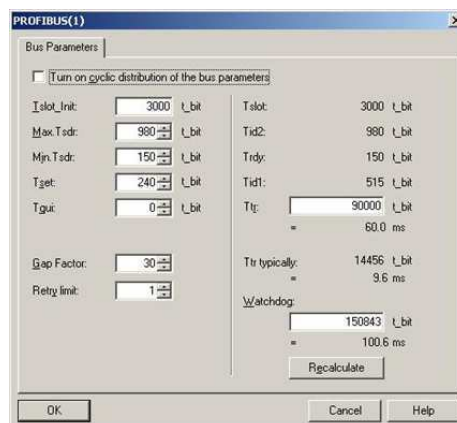 PROFIBUS(1)
Bus Parameters
Turn on cyclic distribution of the bus parameters
Tslot_Init: 3000 t_bit
Max.Tsdr: 980 t_bit
Min.Tsdr: 150 t_bit
Tset: 240 t_bit
Tqui: 0 t_bit
Gap Factor: 30
Retry limit: 1
Tslot: 3000 t_bit
Tid2: 980 t_bit
Trdy: 150 t_bit
Tid1: 515 t_bit
Ttr: 90000 t_bit
= 60.0 ms
Ttr typically: 14456 t_bit
= 9.6 ms
Watchdog:
150843 t_bit
= 100.6 ms
Recalculate
OK
Cancel
Help